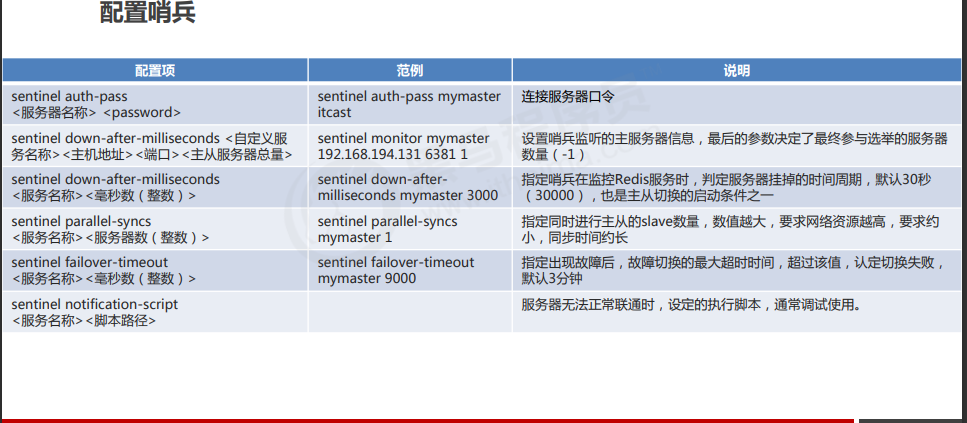 配置哨兵
配置项 范例 说明
sentinel auth-pass
<服务器名称> <password>
sentinel auth-pass mymaster
itcast
连接服务器口令
sentinel down-after-milliseconds <自定义服
务名称><主机地址><端口><主从服务器总量>
sentinel monitor mymaster
192.168.194.131 6381 1
设置哨兵监听的主服务器信息，最后的参数决定了最终参与选举的服务器
数量（-1）
sentinel down-after-milliseconds
<服务名称><毫秒数（整数）>
sentinel down-after-
milliseconds mymaster 3000
指定哨兵在监控Redis服务时，判定服务器挂掉的时间周期，默认30秒
（30000），也是主从切换的启动条件之一
sentinel parallel-syncs
<服务名称><服务器数（整数）>
sentinel parallel-syncs
mymaster 1
指定同时进行主从的slave数量，数值越大，要求网络资源越高，要求约
小，同步时间约长
sentinel failover-timeout
<服务名称><毫秒数（整数）>
sentinel failover-timeout
mymaster 9000
指定出现故障后，故障切换的最大超时时间，超过该值，认定切换失败，
默认3分钟
sentinel notification-script
<服务名称><脚本路径>
服务器无法正常联通时，设定的执行脚本，通常调试使用。